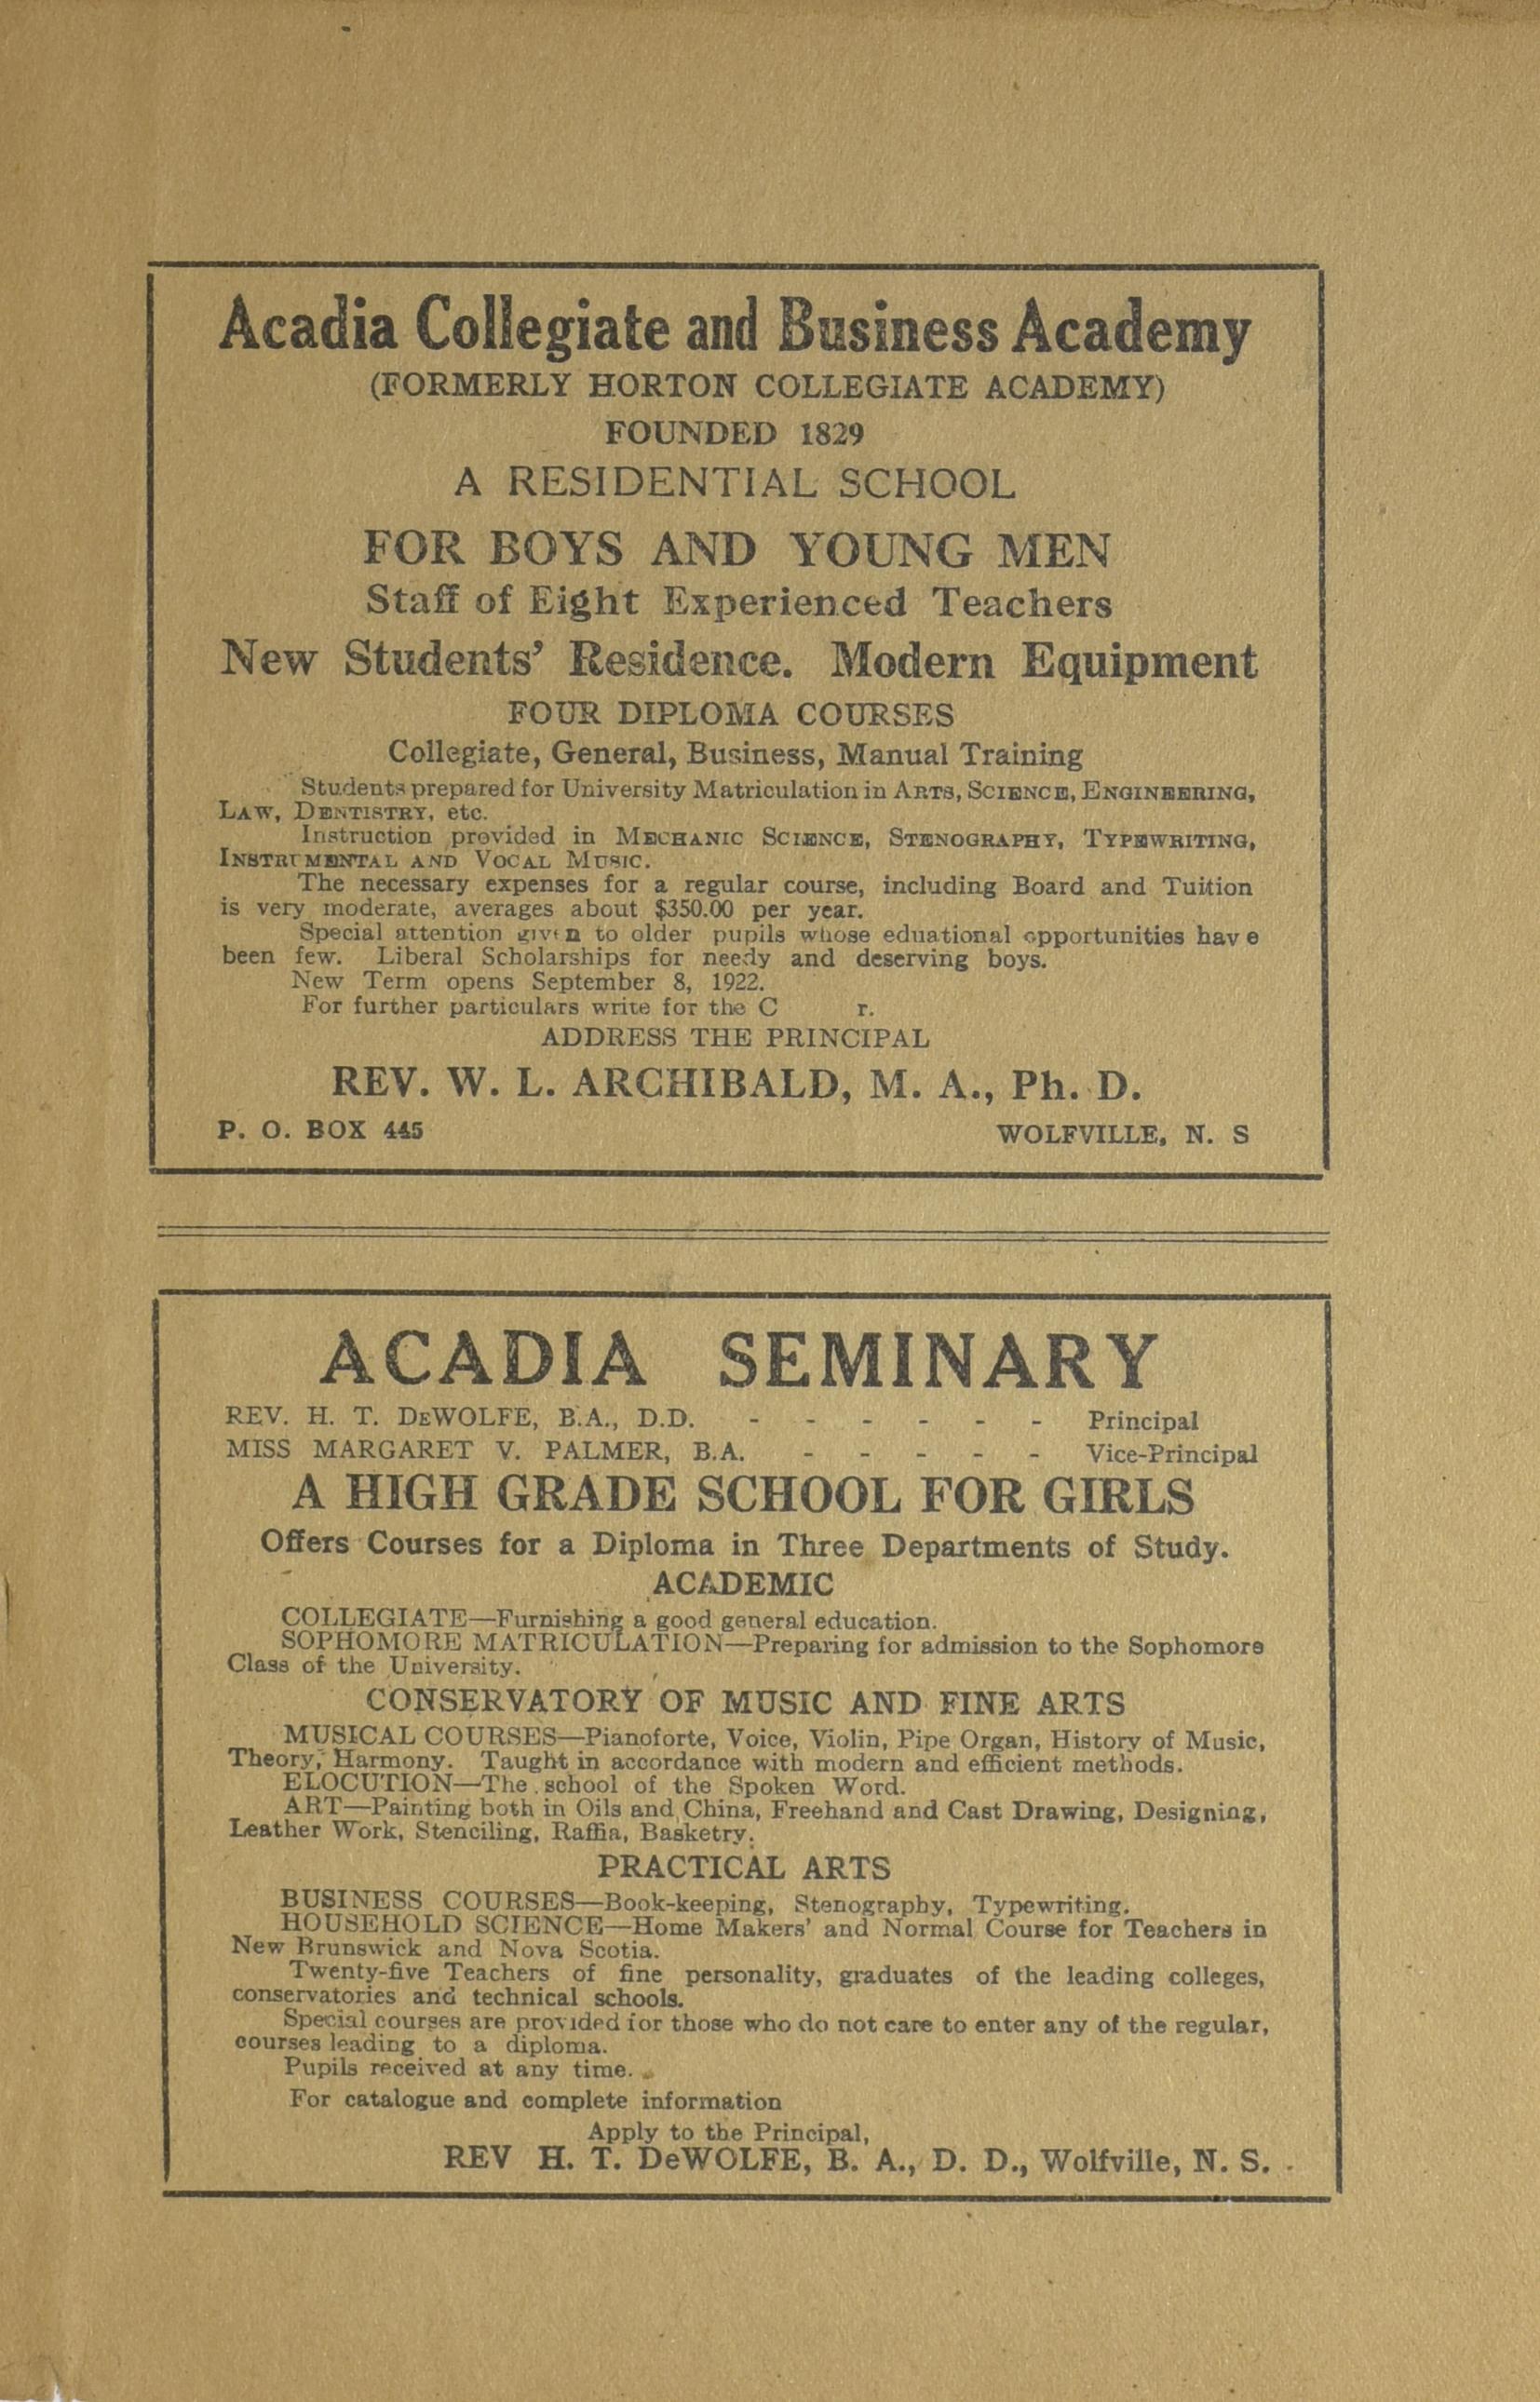 Acadia Collegiate and Business Academy
(FORMERLY HORTON COLLEGIATE ACADEMY)
FOUNDED 1829
A RESIDENTIAL SCHOOL
FOR BOYS AND YOUNG MEN
Staff of Eight Experienced Teachers
New Students' Residence. Modern Equipment
FOUR DIPLOMA COURSES
Collegiate, General, Business, Manual Training
Students prepared for University Matriculation in ARTS, SCIENCE, ENGINEERING,
LAW, DENTISTRY, etc.
Instruction provided in MECHANIC SCIENCE, STENOGRAPHY, TYPEWRITING,
INSTRUMENTAL AND VOCAL MUSIC.
The necessary expenses for a regular course, including Board and Tuition
is very moderate, averages about $350.00 per year.
Special attention given to older pupils whose eduational opportunities have
been few. Liberal Scholarships for needy and deserving boys.
New Term opens September 8, 1922.
For further particulars write for the C r.
ADDRESS THE PRINCIPAL
REV. W. L. ARCHIBALD, M. A., Ph. D.
P. O. BOX 445 WOLFVILLE, N. S
ACADIA SEMINARY
REV. H. T. DEWOLFE, B.A., D.D. - - - - - - Principal
MISS MARGARET V. PALMER, B.A. - - - - - Vice-Principal
A HIGH GRADE SCHOOL FOR GIRLS
Offers Courses for a Diploma in Three Departments of Study.
ACADEMIC
COLLEGIATE—Furnishing a good general education.
SOPHOMORE MATRICULATION—Preparing for admission to the Sophomore
Class of the University.
CONSERVATORY OF MUSIC AND FINE ARTS
MUSICAL COURSES—Pianoforte, Voice, Violin, Pipe Organ, History of Music,
Theory, Harmony. Taught in accordance with modern and efficient methods.
ELOCUTION—The school of the Spoken Word.
ART—Painting both in Oils and China, Freehand and Cast Drawing, Designing,
Leather Work, Stenciling, Raffia, Basketry.
PRACTICAL ARTS
BUSINESS COURSES—Book-keeping, Stenography, Typewriting.
HOUSEHOLD SCIENCE—Home Makers' and Normal Course for Teachers in
New Brunswick and Nova Scotia.
Twenty-five Teachers of fine personality, graduates of the leading colleges,
conservatories and technical schools.
Special courses are provided for those who do not care to enter any of the regular,
courses leading to a diploma.
Pupils received at any time.
For catalogue and complete information
Apply to the Principal,
REV H. T. DeWOLFE, B. A., D. D., Wolfville, N. S.